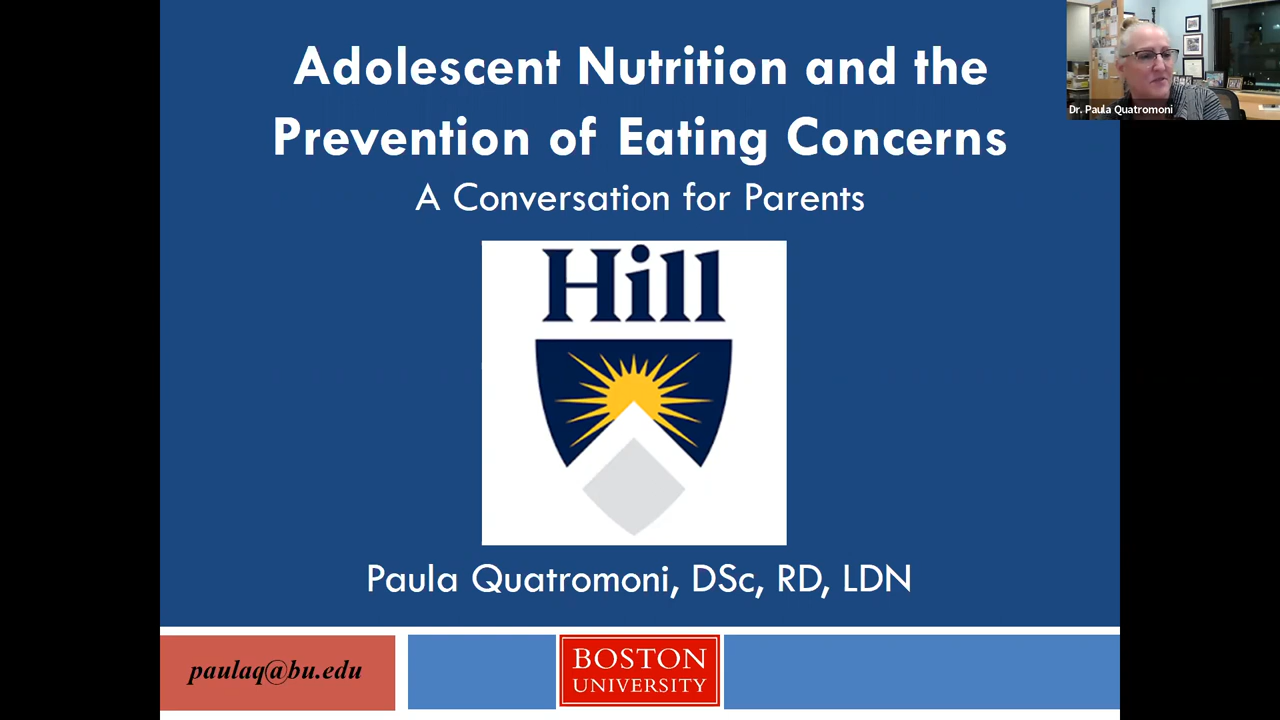 Adolescent Nutrition and the
Prevention of Eating Concerns
A Conversation for Parents
Dr. Paula Quatromoni
Hill
Paula Quatromoni, DSc, RD, LDN
paulaq@bu.edu
BOSTON
UNIVERSITY